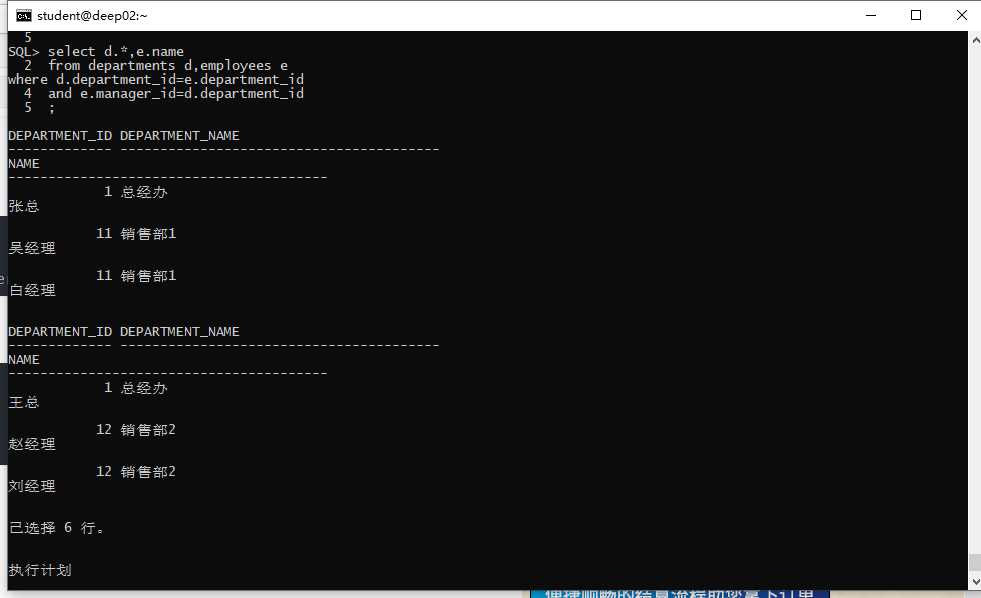 student@deep02:~
  5
SQL> select d.*,e.name
  2  from departments d,employees e
where d.department_id=e.department_id
  4  and e.manager_id=d.department_id
  5  ;
DEPARTMENT_ID DEPARTMENT_NAME
------------- ----------------------------------------
NAME
----------------------------------------
            1 总经办
张总
           11 销售部1
吴经理
           11 销售部1
白经理
DEPARTMENT_ID DEPARTMENT_NAME
------------- ----------------------------------------
NAME
----------------------------------------
            1 总经办
王总
           12 销售部2
赵经理
           12 销售部2
刘经理
已选择 6 行。
执行计划